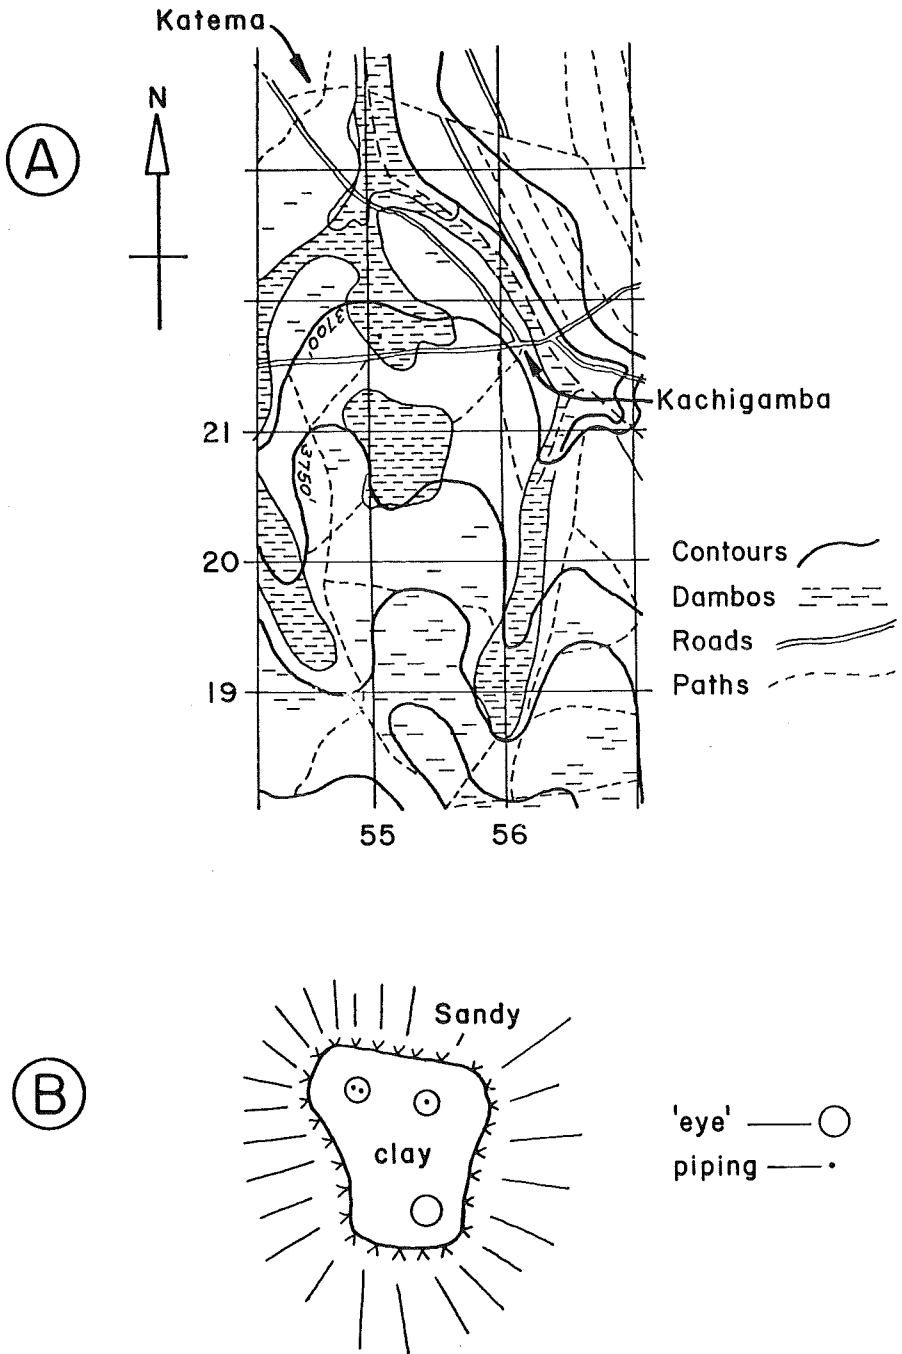 Katema
N
A
3700'
Kachigamba
21
3750'
20
19
Contours
Dambos
Roads
Paths
55 56
B
Sandy
clay
'eye'
piping